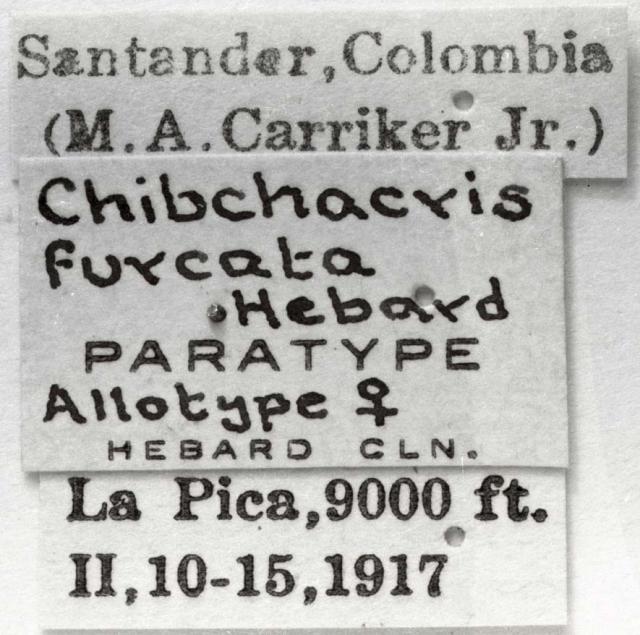 Santander, Colombia
(M. A. Carriker Jr.)
Chibchacris
furcata
Hebard
PARATYPE
Allotype ♀
HEBARD CLN.
La Pica, 9000 ft.
II, 10-15, 1917